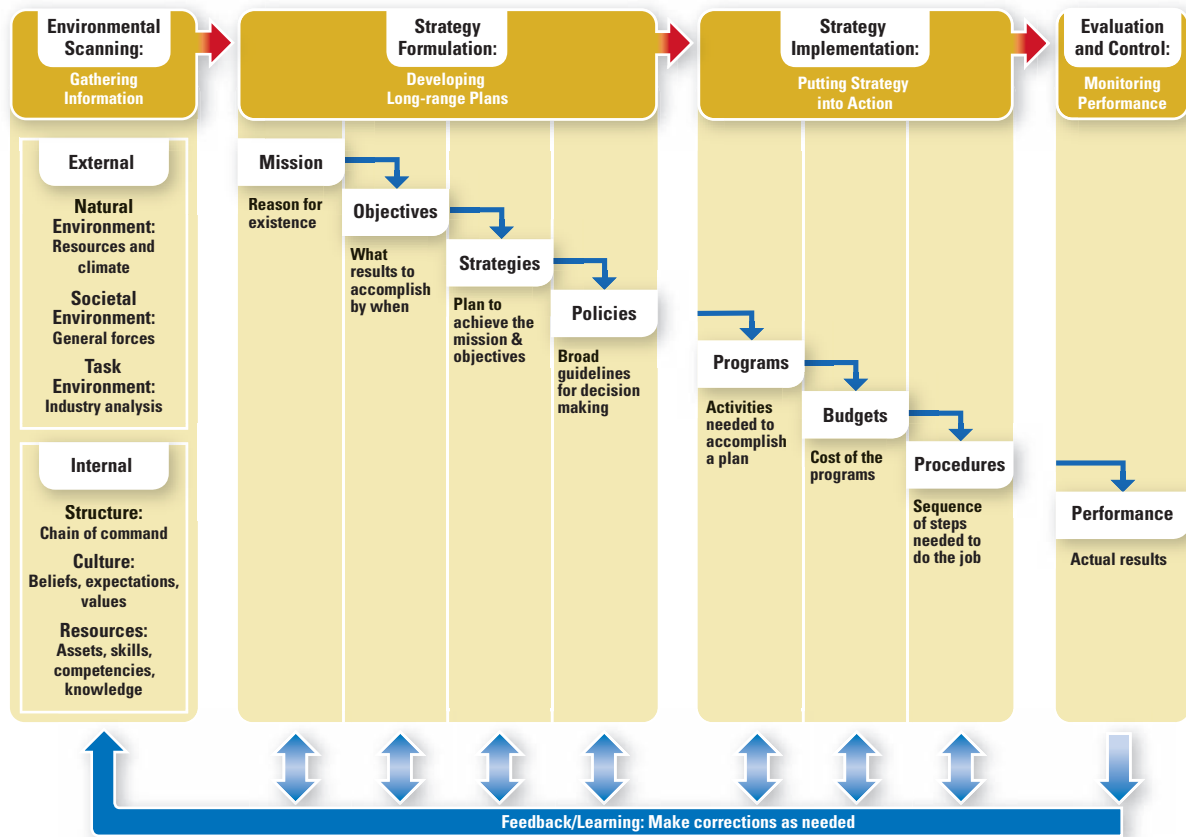 Environmental
Scanning:
Gathering
Information
Strategy
Formulation:
Developing
Long-range Plans
Strategy
Implementation:
Putting Strategy
into Action
Evaluation
and Control:
Monitoring
Performance
External
Natural
Environment:
Resources and
climate
Societal
Environment:
General forces
Task
Environment:
Industry analysis
Internal
Structure:
Chain of command
Culture:
Beliefs, expectations,
values
Resources:
Assets, skills,
competencies,
knowledge
Mission
Reason for
existence
Objectives
What
results to
accomplish
by when
Strategies
Plan to
achieve the
mission &
objectives
Policies
Broad
guidelines
for decision
making
Programs
Activities
needed to
accomplish
a plan
Budgets
Cost of the
programs
Procedures
Sequence
of steps
needed to
do the job
Performance
Actual results
Feedback/Learning: Make corrections as needed